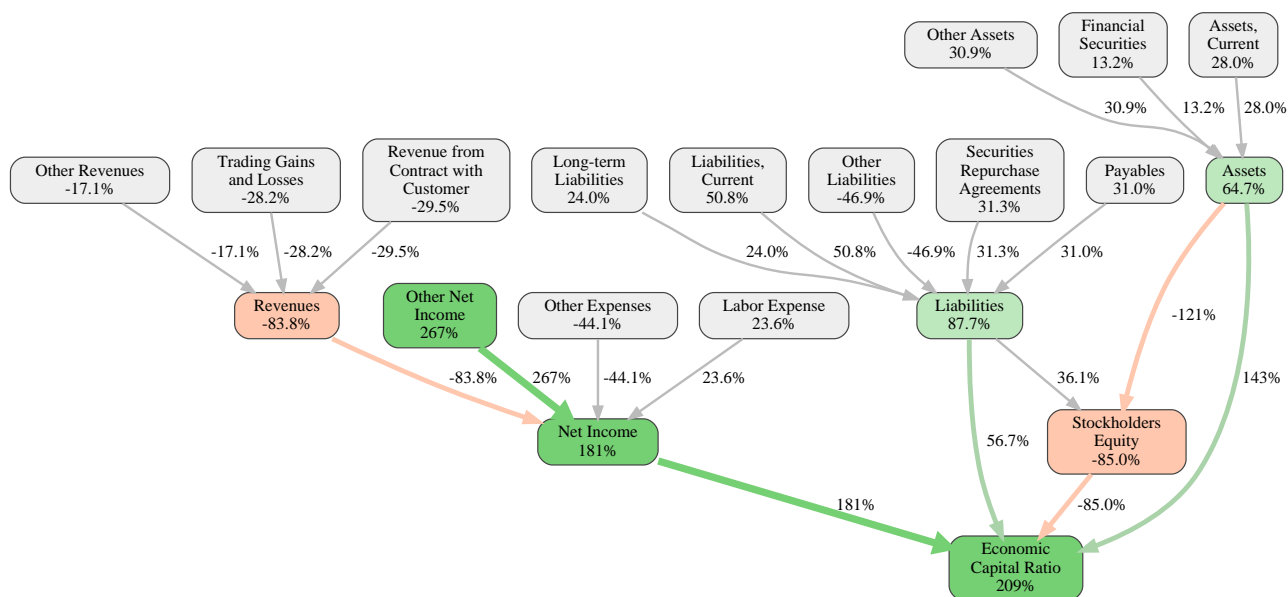 Other Assets
30.9%
Financial
Securities
13.2%
Assets,
Current
28.0%
30.9%
13.2%
28.0%
Other Revenues
-17.1%
Trading Gains
and Losses
-28.2%
Revenue from
Contract with
Customer
-29.5%
Long-term
Liabilities
24.0%
Liabilities,
Current
50.8%
Other
Liabilities
-46.9%
Securities
Repurchase
Agreements
31.3%
Payables
31.0%
Assets
64.7%
-17.1%
-28.2%
-29.5%
24.0%
50.8%
-46.9%
31.3%
31.0%
Revenues
-83.8%
Other Net
Income
267%
Other Expenses
-44.1%
Labor Expense
23.6%
Liabilities
87.7%
-121%
-83.8%
267%
-44.1%
23.6%
36.1%
143%
Net Income
181%
56.7%
Stockholders
Equity
-85.0%
181%
-85.0%
Economic
Capital Ratio
209%